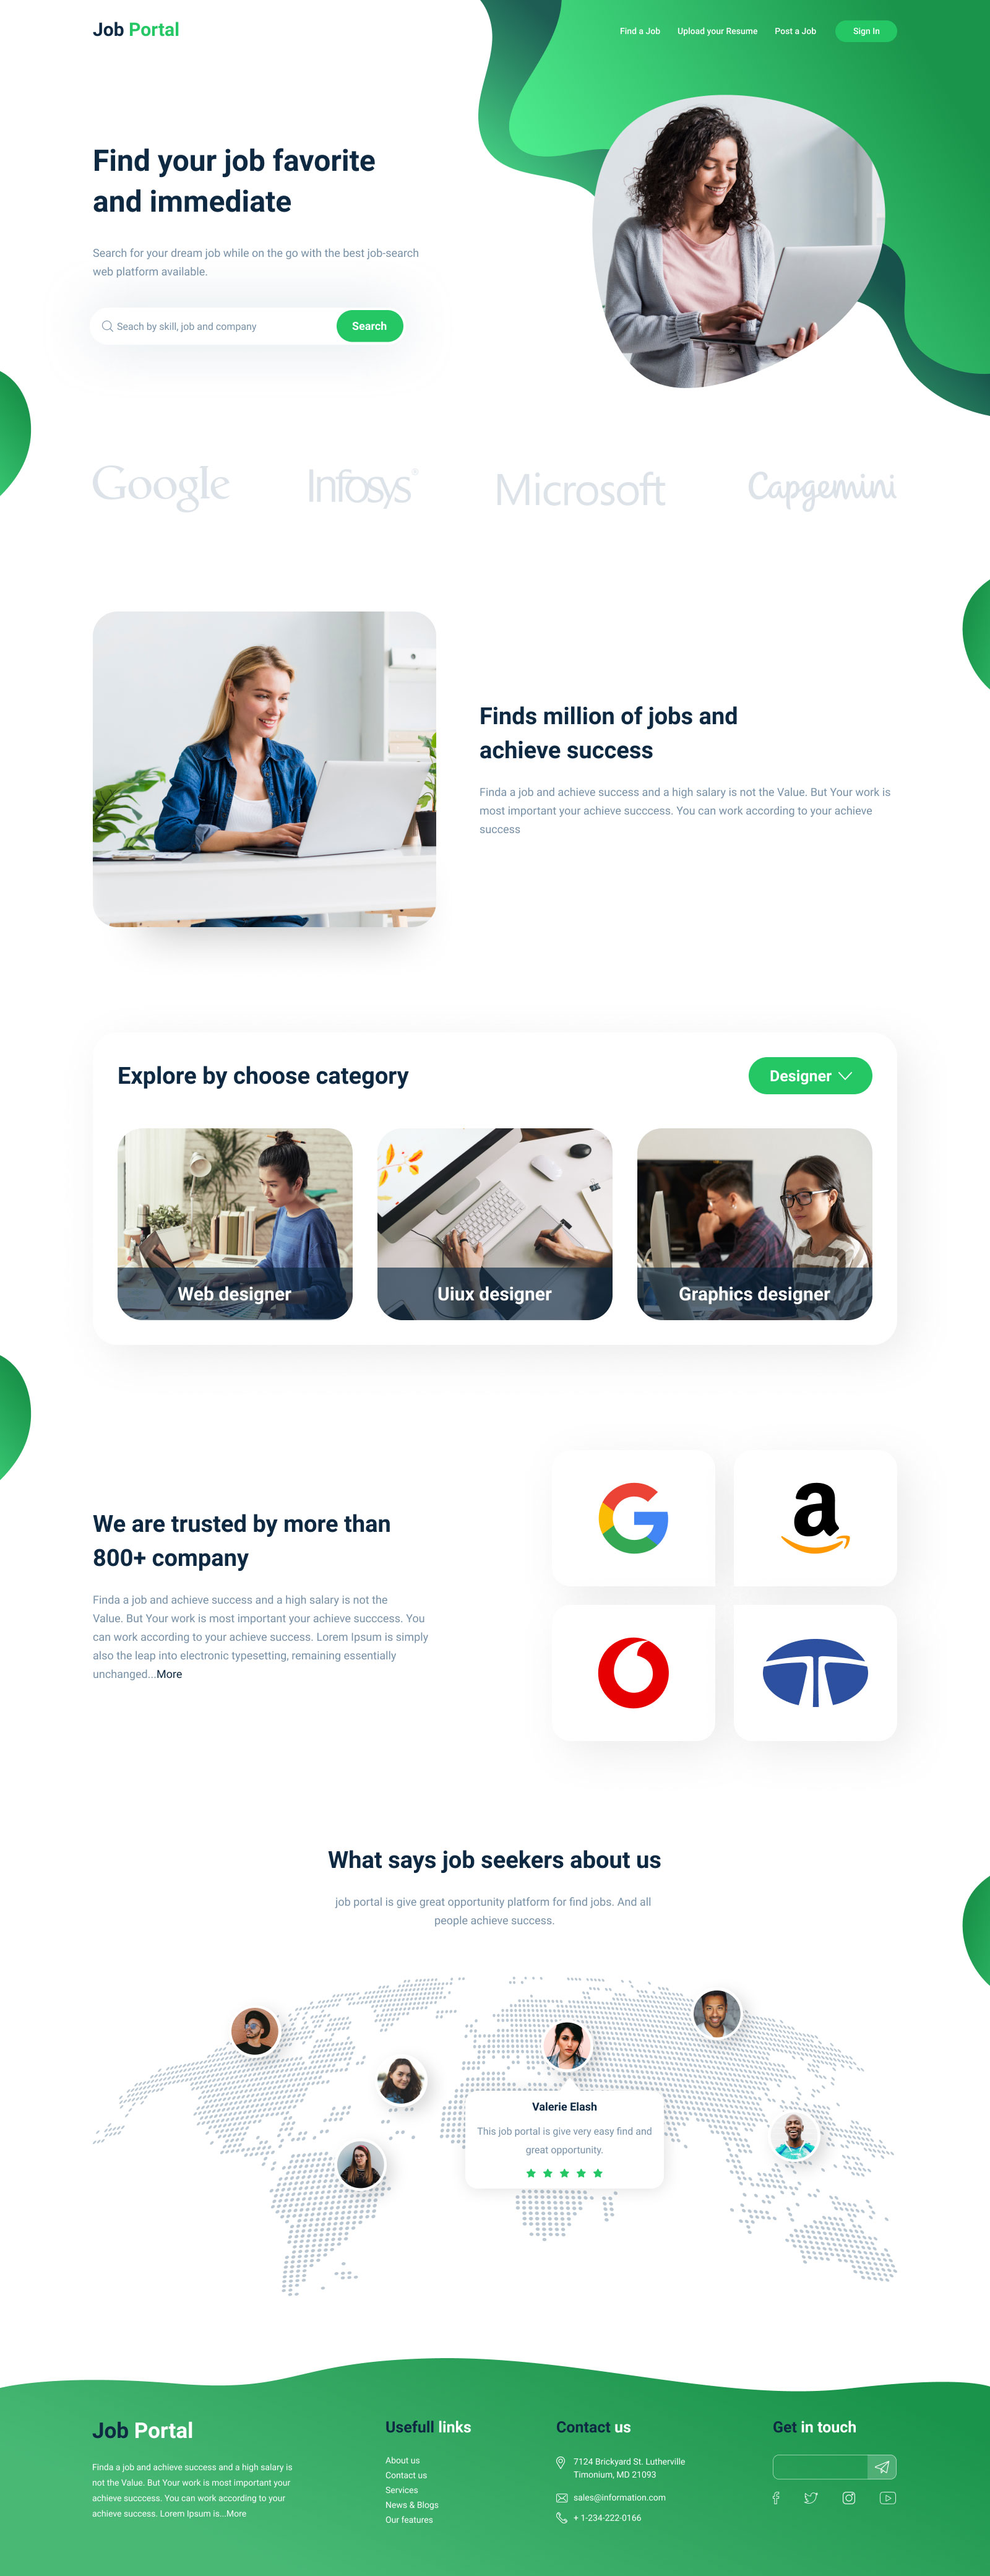 Job Portal
Find a Job Upload your Resume Post a Job Sign In
Find your job favorite
and immediate
Search for your dream job while on the go with the best job-search
web platform available.
Seach by skill, job and company Search
Google Infosys® Microsoft Capgemini
Finds million of jobs and
achieve success
Finda a job and achieve success and a high salary is not the Value. But Your work is
most important your achieve succcess. You can work according to your achieve
success
Explore by choose category
Designer
Web designer
Uiux designer
Graphics designer
We are trusted by more than
800+ company
Finda a job and achieve success and a high salary is not the
Value. But Your work is most important your achieve succcess. You
can work according to your achieve success. Lorem Ipsum is simply
also the leap into electronic typesetting, remaining essentially
unchanged...More
G
a
What says job seekers about us
job portal is give great opportunity platform for find jobs. And all
people achieve success.
Valerie Elash
This job portal is give very easy find and
great opportunity.
Job Portal
Finda a job and achieve success and a high salary is
not the Value. But Your work is most important your
achieve succcess. You can work according to your
achieve success. Lorem Ipsum is...More
Usefull links
About us
Contact us
Services
News & Blogs
Our features
Contact us
7124 Brickyard St. Lutherville
Timonium, MD 21093
sales@information.com
+ 1-234-222-0166
Get in touch